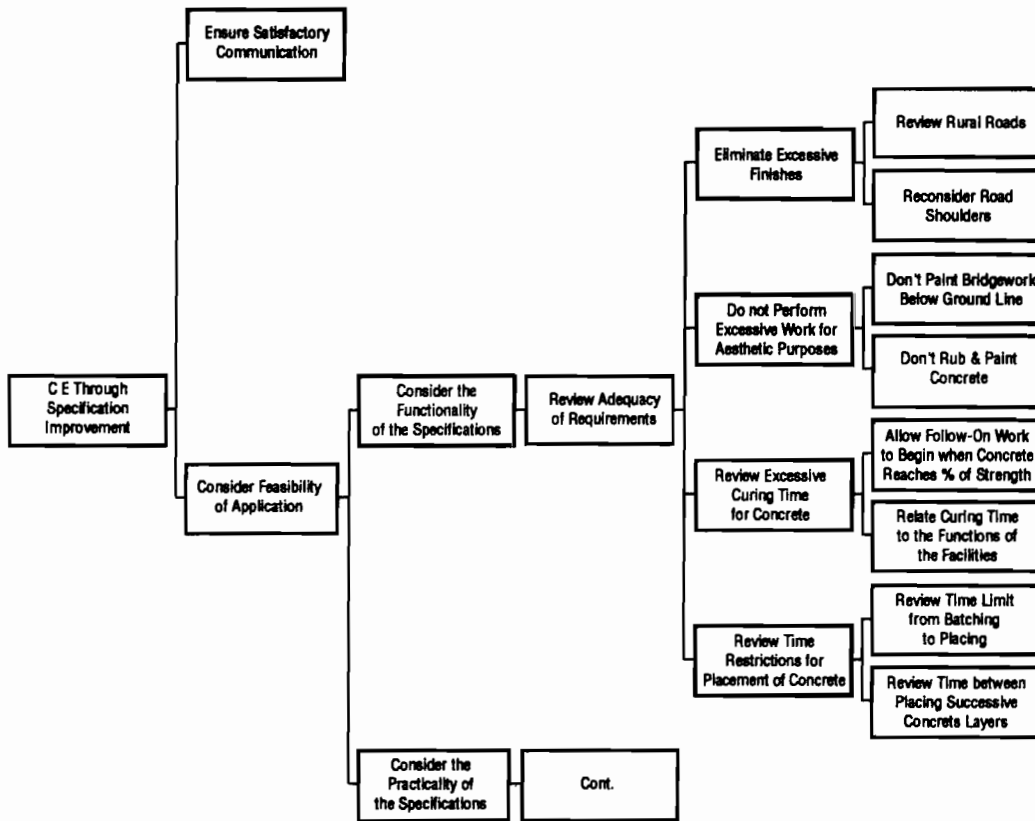 Ensure Satisfactory
Communication
Review Rural Roads
Eliminate Excessive
Finishes
Reconsider Road
Shoulders
Don't Paint Bridgework
Below Ground Line
Do not Perform
Excessive Work for
Aesthetic Purposes
Don't Rub & Paint
Concrete
C E Through
Specification
Improvement
Consider the
Functionality
of the Specifications
Review Adequacy
of Requirements
Consider Feasibility
of Application
Allow Follow-On Work
to Begin when Concrete
Reaches % of Strength
Review Excessive
Curing Time
for Concrete
Relate Curing Time
to the Functions of
the Facilities
Review Time Limit
from Batching
to Placing
Review Time
Restrictions for
Placement of Concrete
Review Time between
Placing Successive
Concrets Layers
Consider the
Practicality of
the Specifications
Cont.